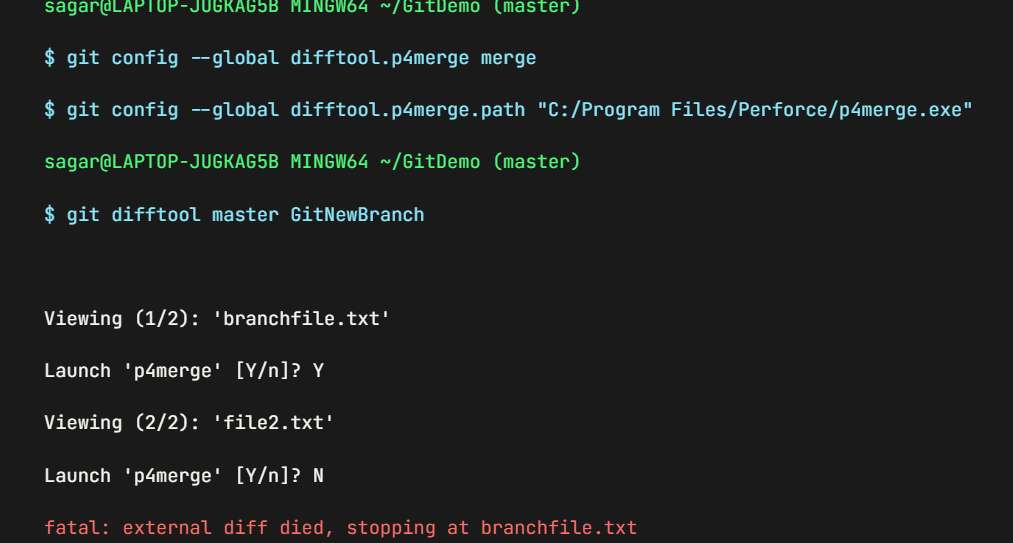 sagar@LAPTOP-JUGKAG5B MINGW64 ~/GitDemo (master)
$ git config --global difftool.p4merge merge
$ git config --global difftool.p4merge.path "C:/Program Files/Perforce/p4merge.exe"
sagar@LAPTOP-JUGKAG5B MINGW64 ~/GitDemo (master)
$ git difftool master GitNewBranch
Viewing (1/2): 'branchfile.txt'
Launch 'p4merge' [Y/n]? Y
Viewing (2/2): 'file2.txt'
Launch 'p4merge' [Y/n]? N
fatal: external diff died, stopping at branchfile.txt